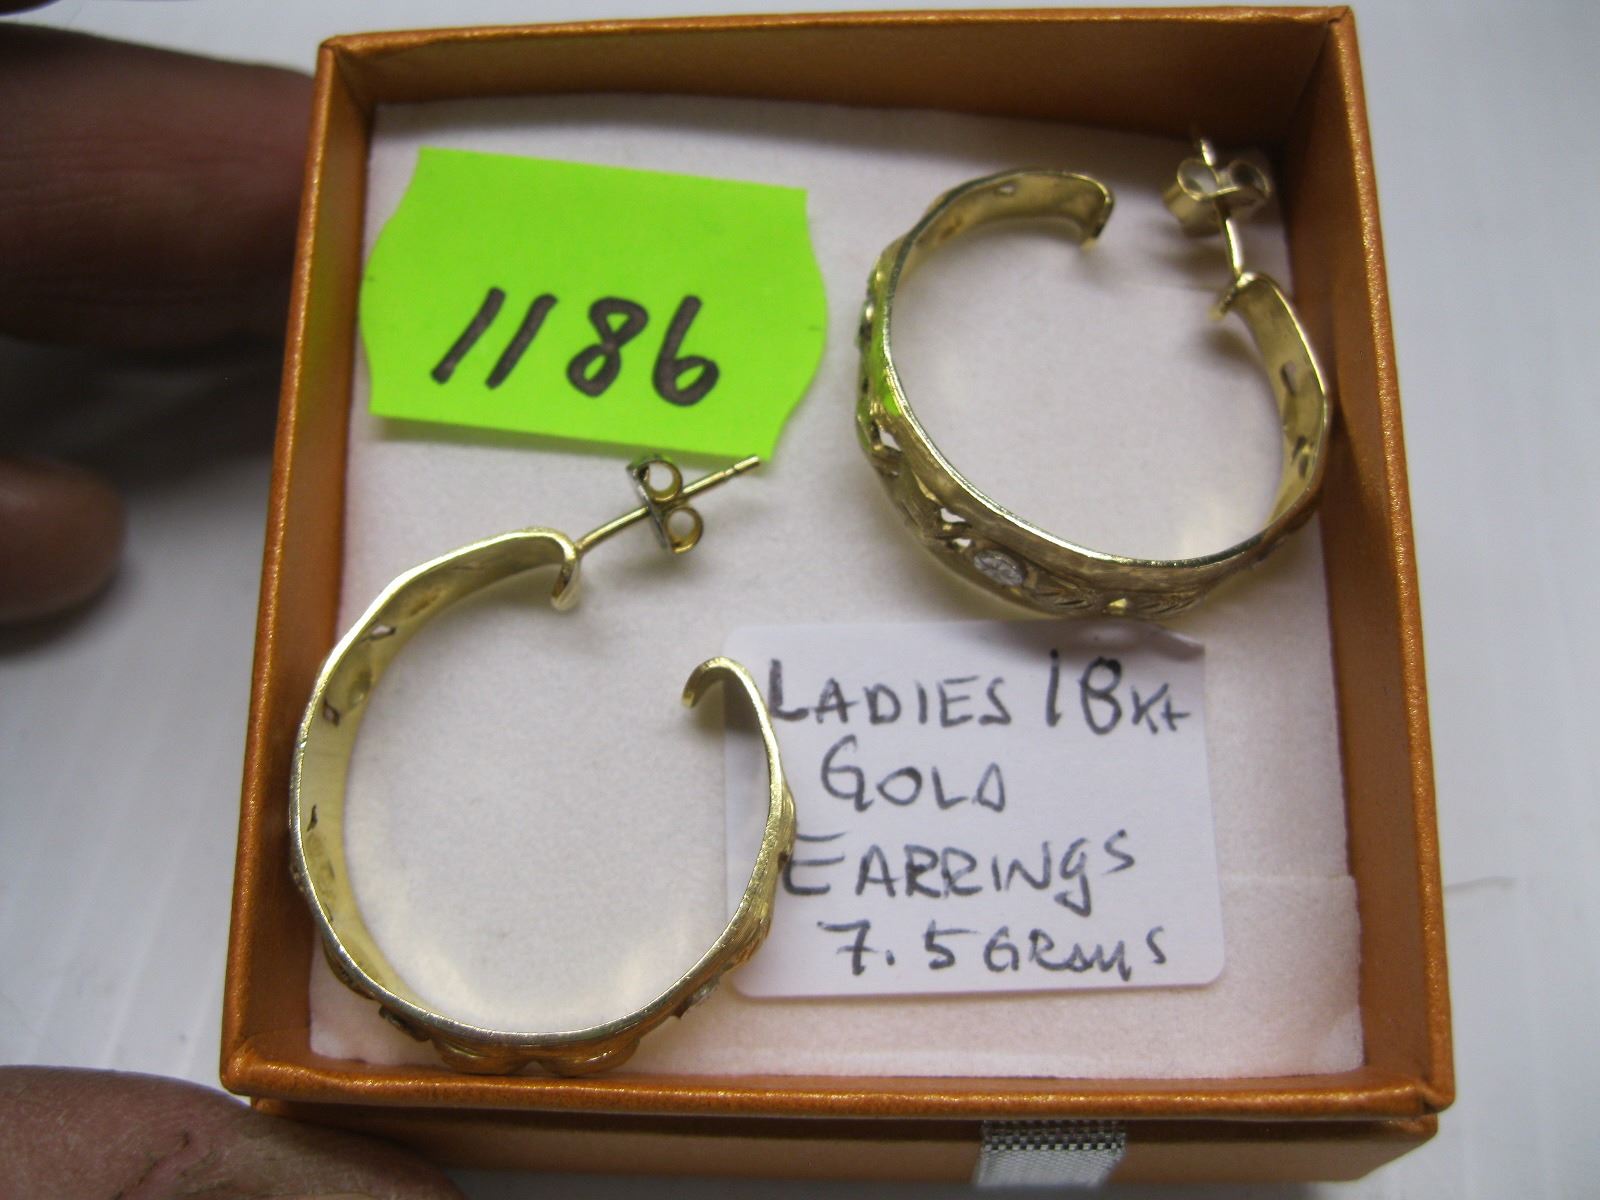 1186
LADIES 18Kt
GOLD
EARRINGS
7.5 GRAMS